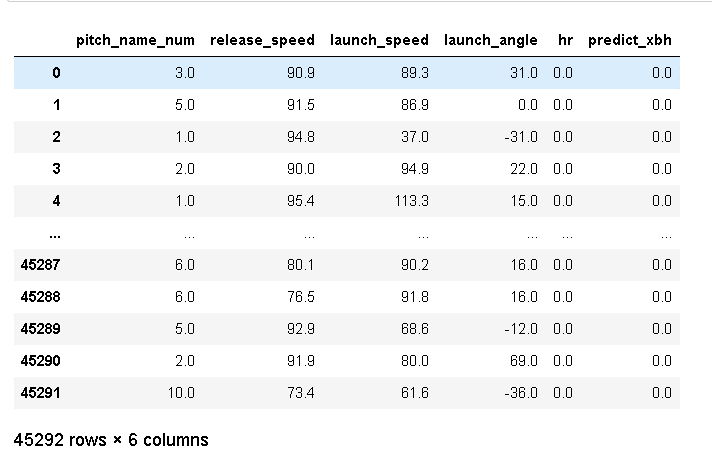 pitch_name_num release_speed launch_speed launch_angle hr predict_xbh
0 3.0 90.9 89.3 31.0 0.0 0.0
1 5.0 91.5 86.9 0.0 0.0 0.0
2 1.0 94.8 37.0 -31.0 0.0 0.0
3 2.0 90.0 94.9 22.0 0.0 0.0
4 1.0 95.4 113.3 15.0 0.0 0.0
... ... ... ... ... ... ...
45287 6.0 80.1 90.2 16.0 0.0 0.0
45288 6.0 76.5 91.8 16.0 0.0 0.0
45289 5.0 92.9 68.6 -12.0 0.0 0.0
45290 2.0 91.9 80.0 69.0 0.0 0.0
45291 10.0 73.4 61.6 -36.0 0.0 0.0
45292 rows × 6 columns